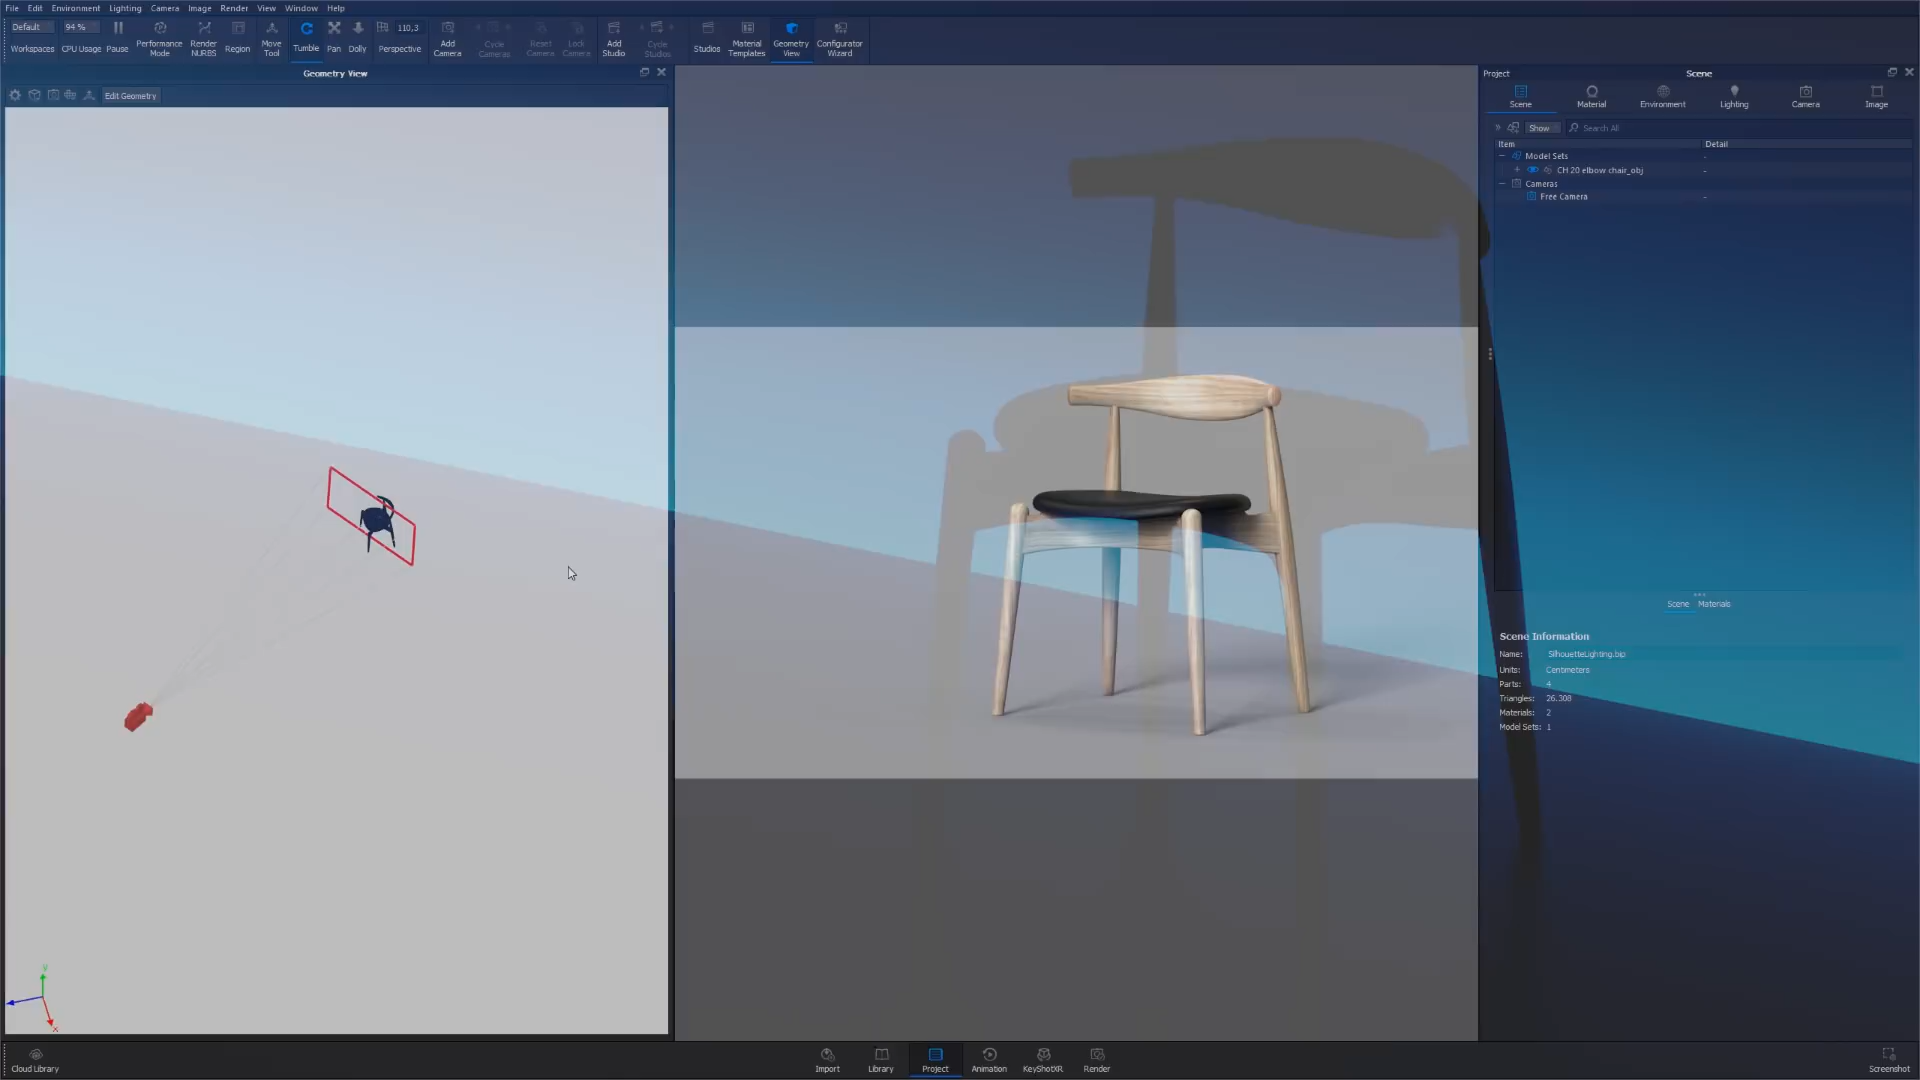 File Edit Environment Lighting Camera Image Render View Window Help
Default 94 % 110,3
Workspaces CPU Usage Pause Performance Mode Render NURBS Region Move Tool Tumble Pan Dolly Perspective Add Camera Cycle Cameras Reset Camera Lock Camera Add Studio Cycle Studios Studios Material Templates Geometry View Configurator Wizard
Geometry View
Edit Geometry
Project Scene
Scene Material Environment Lighting Camera Image
Show Search All
Item Detail
Model Sets -
CH 20 elbow chair_obj -
Cameras
Free Camera -
Scene Materials
Scene Information
Name: SilhouetteLighting.bip
Units: Centimeters
Parts: 4
Triangles: 26.308
Materials: 2
Model Sets: 1
y
x
Cloud Library Import Library Project Animation KeyShotXR Render Screenshot